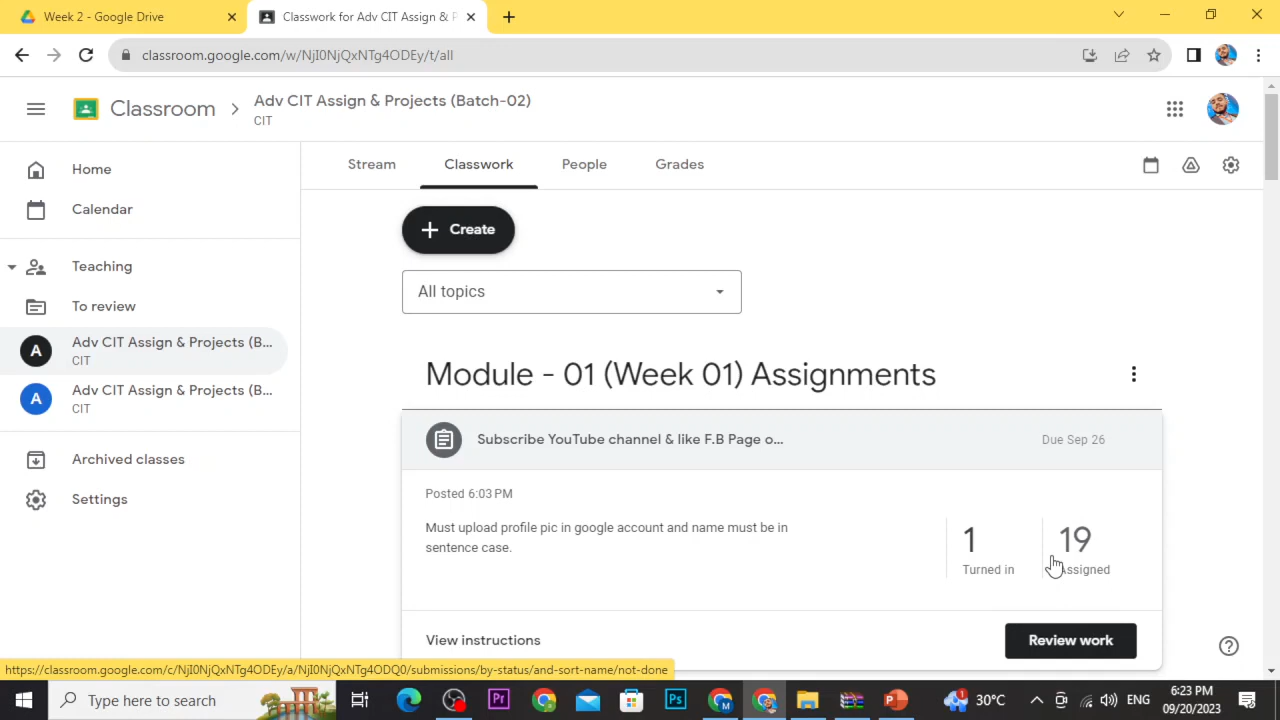 Week 2 - Google Drive
Classwork for Adv CIT Assign & P
classroom.google.com/w/NjI0NjQxNTg4ODEy/t/all
Classroom
Adv CIT Assign & Projects (Batch-02)
CIT
Home
Calendar
Teaching
To review
A
Adv CIT Assign & Projects (B...
CIT
A
Adv CIT Assign & Projects (B...
CIT
Archived classes
Settings
Stream
Classwork
People
Grades
Create
All topics
Module - 01 (Week 01) Assignments
Subscribe YouTube channel & like F.B Page o...
Due Sep 26
Posted 6:03 PM
Must upload profile pic in google account and name must be in
sentence case.
1
Turned in
19
Assigned
View instructions
Review work
https://classroom.google.com/c/NjI0NjQxNTg4ODEy/a/NjI0NjQxNTg4ODQ0/submissions/by-status/and-sort-name/not-done
Type here to search
Pr
Ps
M
P
1
30°C
ENG
6:23 PM
09/20/2023